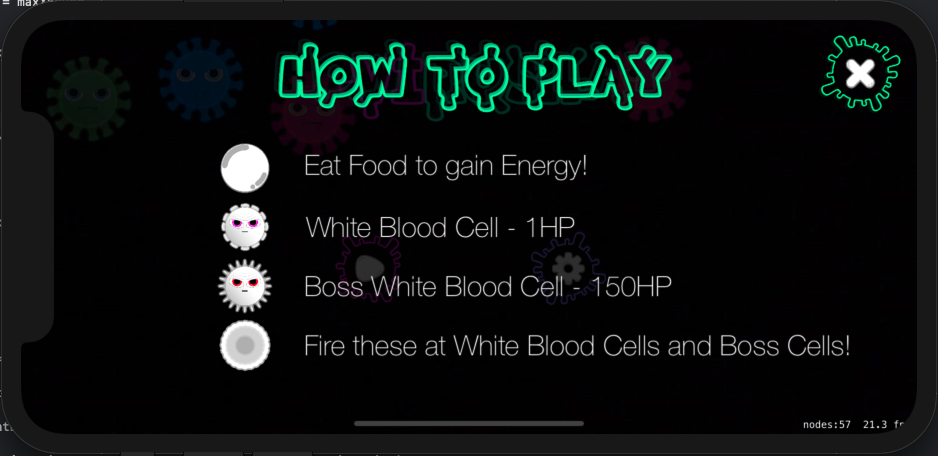 = max
HOW TO PLAY
Eat Food to gain Energy!
White Blood Cell - 1HP
Boss White Blood Cell - 150HP
Fire these at White Blood Cells and Boss Cells!
nodes:57 21.3